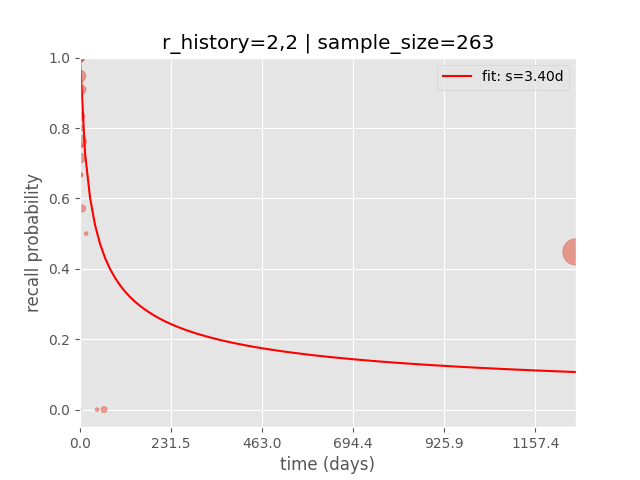 r_history=2,2 | sample_size=263
fit: s=3.40d
1.0
0.8
0.6
0.4
0.2
0.0
recall probability
0.0 231.5 463.0 694.4 925.9 1157.4
time (days)